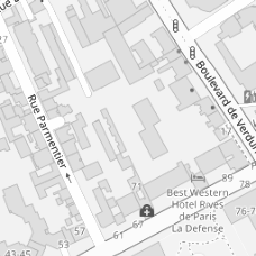 27
Boulevard de Verdun
Rue Parmentier
71
89
Best Western
Hotel Rives
de Paris
La Defense
78-
76-7
67
61
57
53
43-45